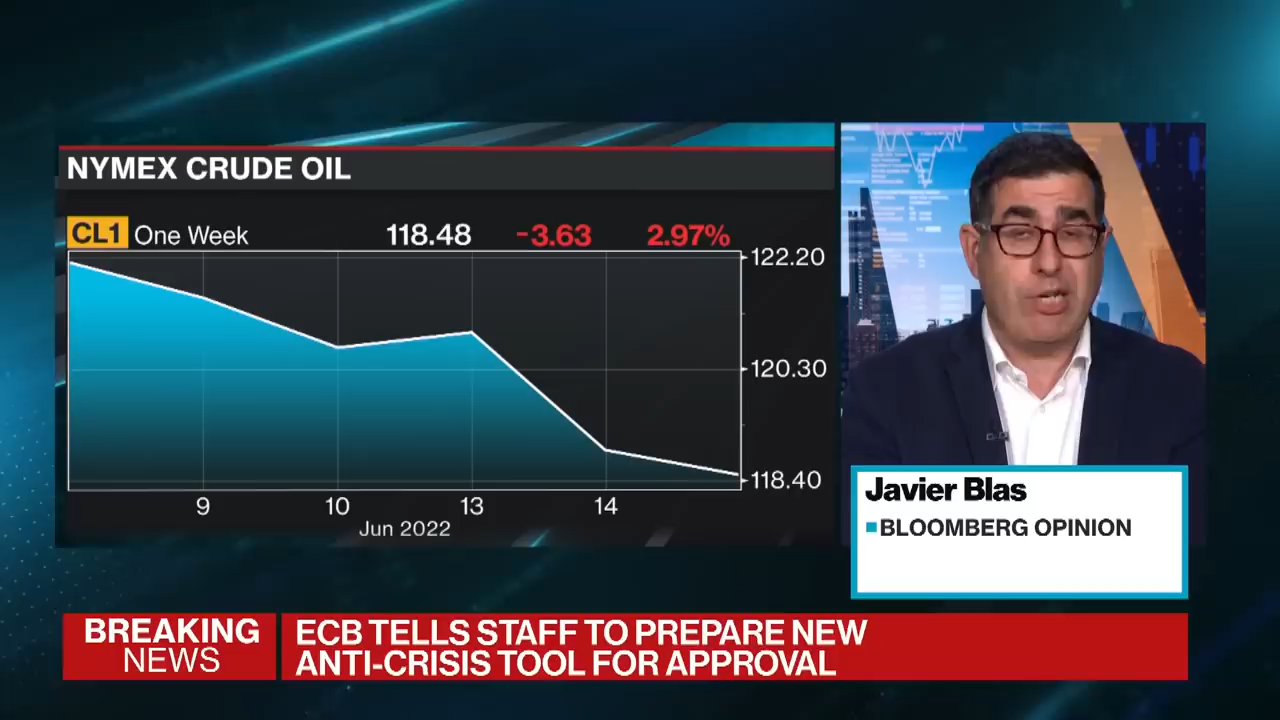 NYMEX CRUDE OIL
CL1 One Week 118.48 -3.63 2.97%
122.20
120.30
118.40
9 10 13 14
Jun 2022
Javier Blas
BLOOMBERG OPINION
BREAKING NEWS
ECB TELLS STAFF TO PREPARE NEW
ANTI-CRISIS TOOL FOR APPROVAL